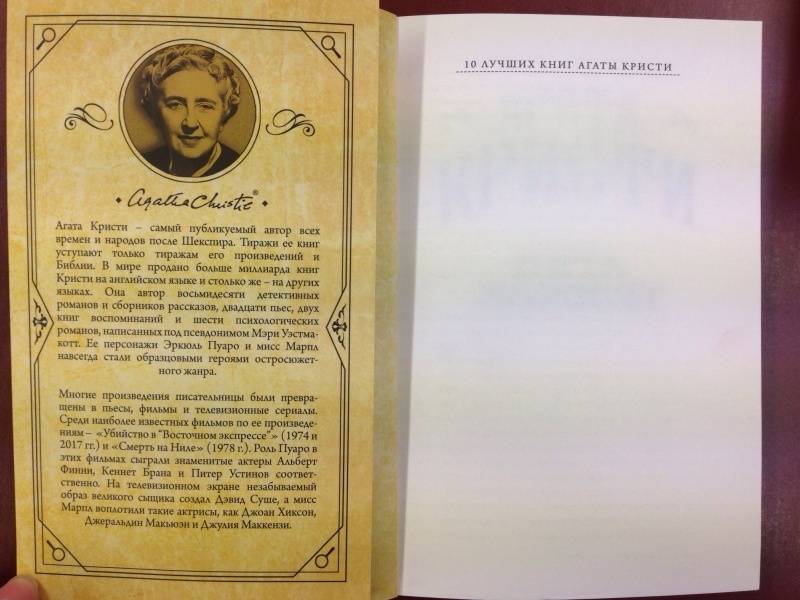 Agatha Christie®
Агата Кристи – самый публикуемый автор всех
времен и народов после Шекспира. Тиражи ее книг
уступают только тиражам его произведений и
Библии. В мире продано больше миллиарда книг
Кристи на английском языке и столько же – на других
языках. Она автор восьмидесяти детективных
романов и сборников рассказов, двадцати пьес, двух
книг воспоминаний и шести психологических
романов, написанных под псевдонимом Мэри Уэстма-
котт. Ее персонажи Эркюль Пуаро и мисс Марпл
навсегда стали образцовыми героями остросюжет-
ного жанра.
Многие произведения писательницы были превра-
щены в пьесы, фильмы и телевизионные сериалы.
Среди наиболее известных фильмов по ее произведе-
ниям – «Убийство в "Восточном экспрессе"» (1974 и
2017 гг.) и «Смерть на Ниле» (1978 г.). Роль Пуаро в
этих фильмах сыграли знаменитые актеры Альберт
Финни, Кеннет Брана и Питер Устинов соответ-
ственно. На телевизионном экране незабываемый
образ великого сыщика создал Дэвид Суше, а мисс
Марпл воплотили такие актрисы, как Джоан Хиксон,
Джеральдин Макьюэн и Джулия Маккензи.
10 ЛУЧШИХ КНИГ АГАТЫ КРИСТИ